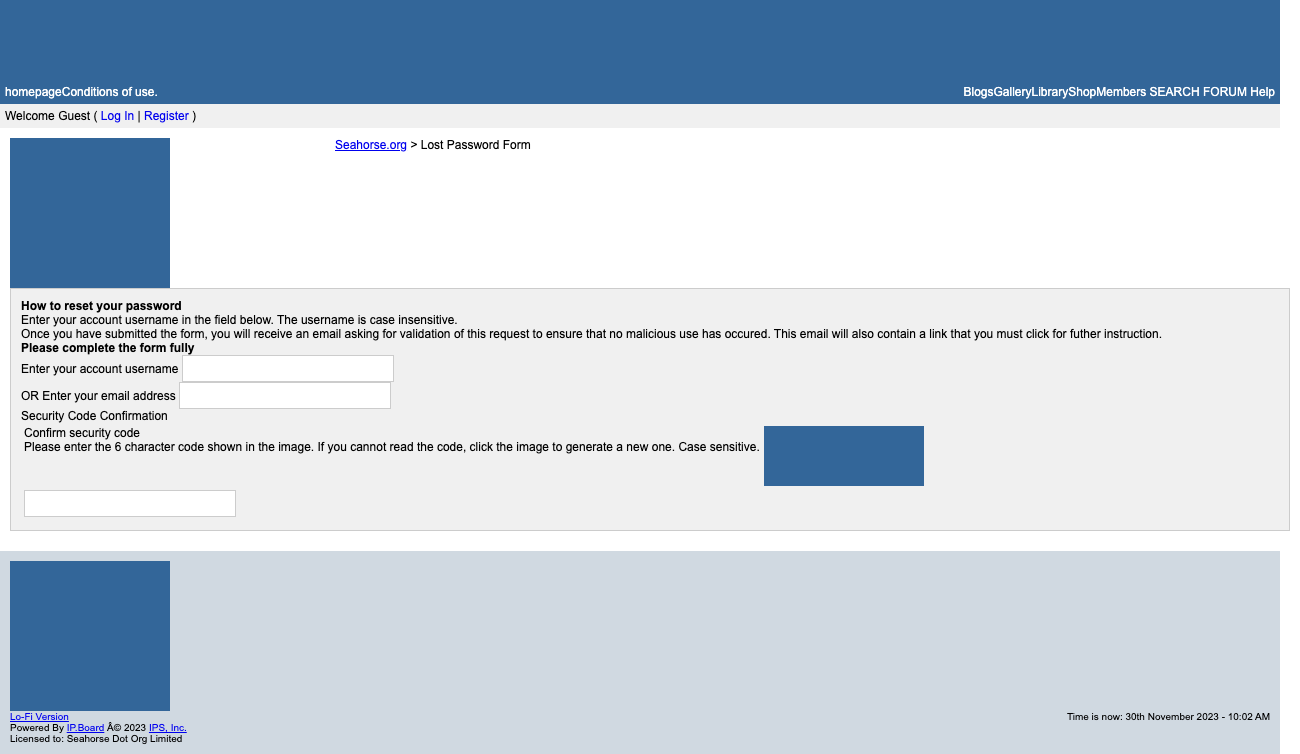 homepageConditions of use.
BlogsGalleryLibraryShopMembers SEARCH FORUM Help
Welcome Guest ( Log In | Register )
Seahorse.org > Lost Password Form
How to reset your password
Enter your account username in the field below. The username is case insensitive.
Once you have submitted the form, you will receive an email asking for validation of this request to ensure that no malicious use has occured. This email will also contain a link that you must click for futher instruction.
Please complete the form fully
Enter your account username
OR Enter your email address
Security Code Confirmation
Confirm security code
Please enter the 6 character code shown in the image. If you cannot read the code, click the image to generate a new one. Case sensitive.
Lo-Fi Version
Time is now: 30th November 2023 - 10:02 AM
Powered By IP.Board Â© 2023 IPS, Inc.
Licensed to: Seahorse Dot Org Limited